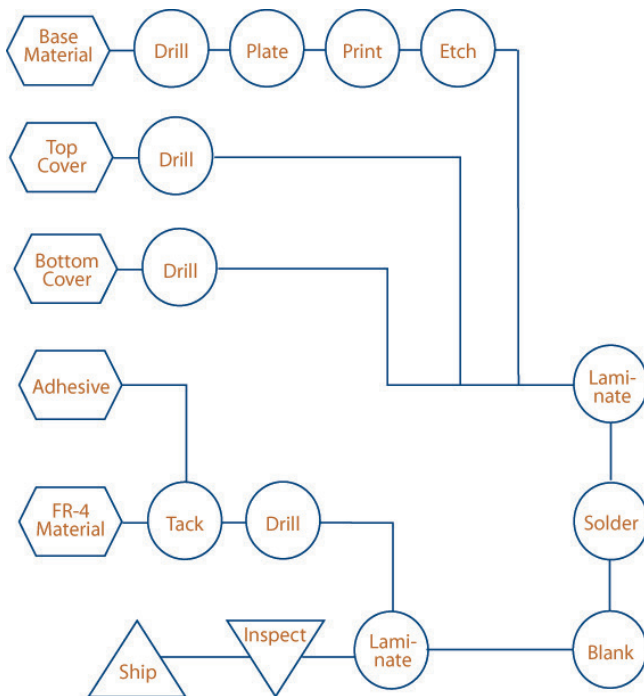 Base
Material
Drill
Plate
Print
Etch
Top
Cover
Drill
Bottom
Cover
Drill
Adhesive
Lami-
nate
FR-4
Material
Tack
Drill
Solder
Ship
Inspect
Lami-
nate
Blank